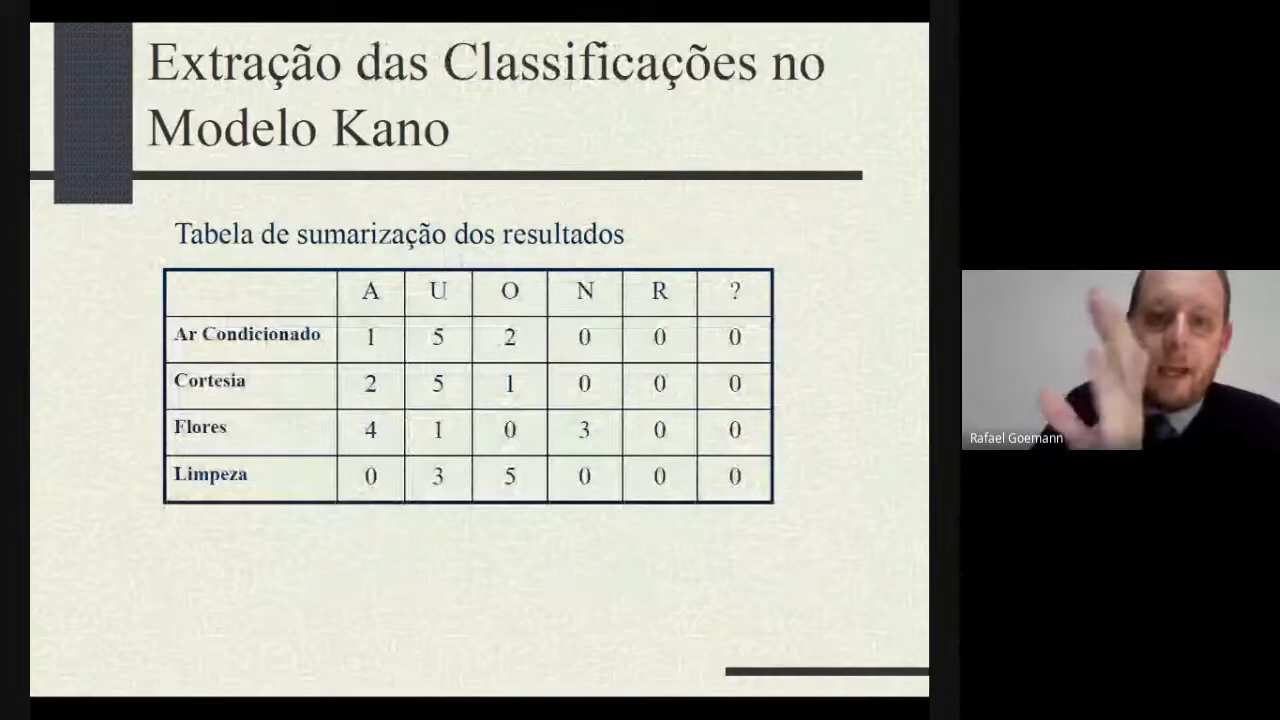 Extração das Classificações no
Modelo Kano
Tabela de sumarização dos resultados
A U O N R ?
Ar Condicionado 1 5 2 0 0 0
Cortesia 2 5 1 0 0 0
Flores 4 1 0 3 0 0
Limpeza 0 3 5 0 0 0
Rafael Goemann